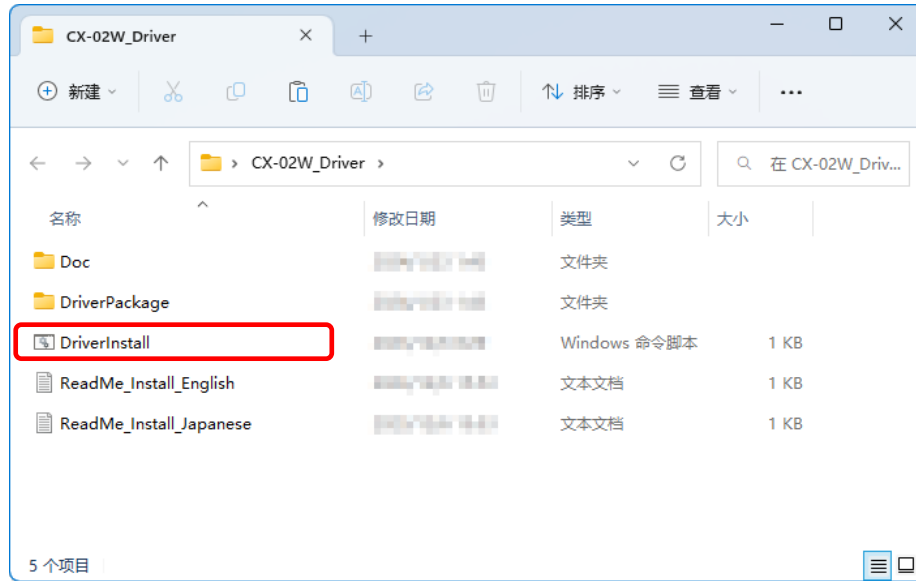 CX-02W_Driver
新建 排序 查看
CX-02W_Driver 在 CX-02W_Driv...
名称 修改日期 类型 大小
Doc 文件夹
DriverPackage 文件夹
DriverInstall Windows 命令脚本 1 KB
ReadMe_Install_English 文本文档 1 KB
ReadMe_Install_Japanese 文本文档 1 KB
5 个项目